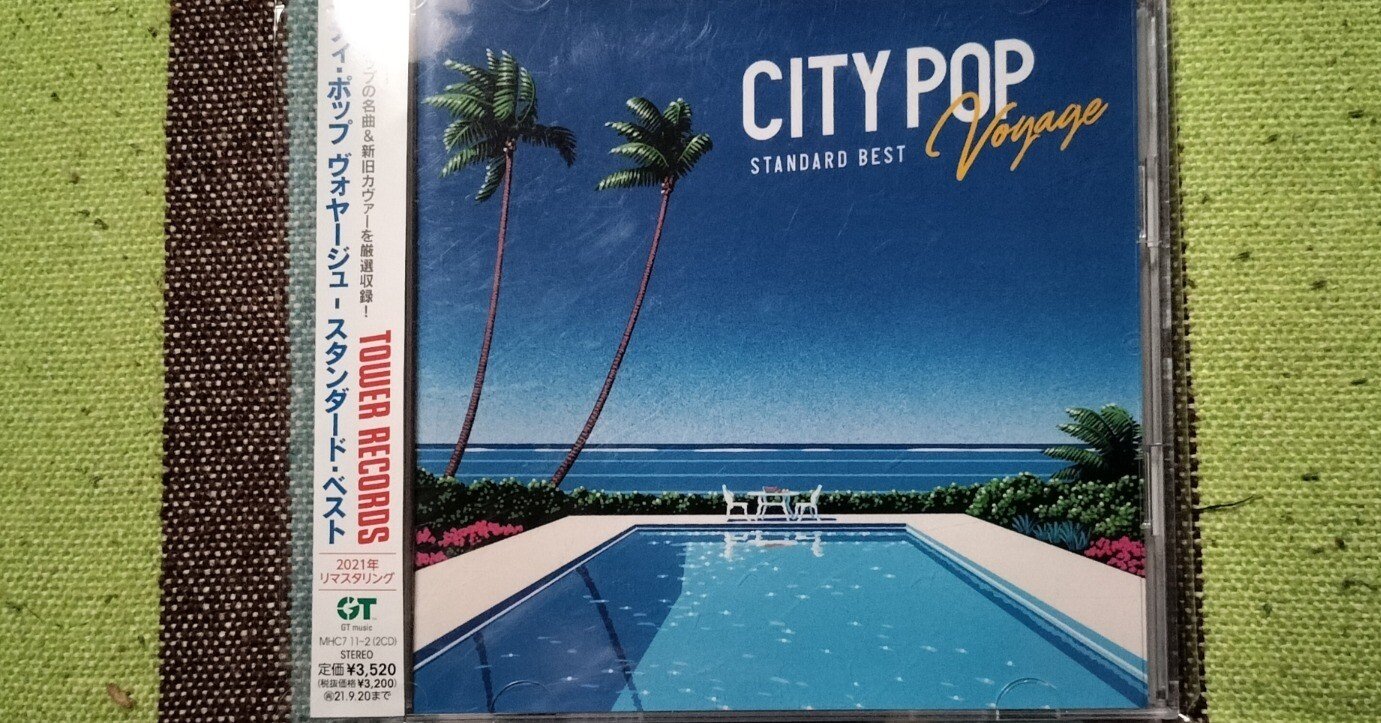 ップの名曲&新旧カヴァーを厳選収録!
ィ・ポップ ヴォヤージュ - スタンダード・ベスト
TOWER RECORDS
2021年
リマスタリング
GT
GT music
MHC7 11-2 (2CD)
STEREO
定価 ¥3,520
(税抜価格 ¥3,200)
21.9.20まで
CITY POP
Voyage
STANDARD BEST